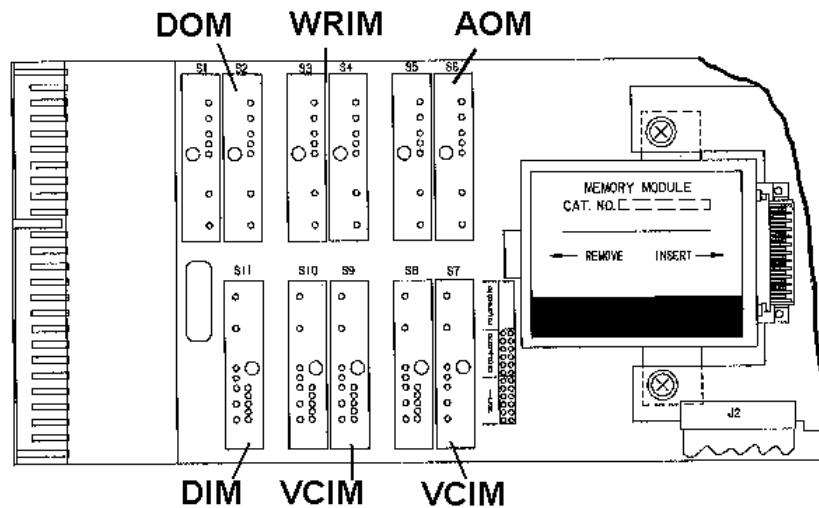 DOM WRIM AOM
S1 S2 S3 S4 S5 S6
MEMORY MODULE
CAT. NO.
REMOVE INSERT
S11 S10 S9 S8 S7
J2
DIM VCIM VCIM